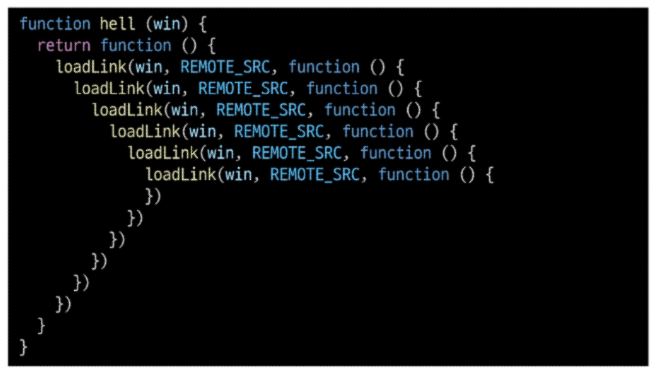 function hell (win) {
  return function () {
    loadLink(win, REMOTE_SRC, function () {
      loadLink(win, REMOTE_SRC, function () {
        loadLink(win, REMOTE_SRC, function () {
          loadLink(win, REMOTE_SRC, function () {
            loadLink(win, REMOTE_SRC, function () {
              loadLink(win, REMOTE_SRC, function () {
              })
            })
          })
        })
      })
    })
  }
}